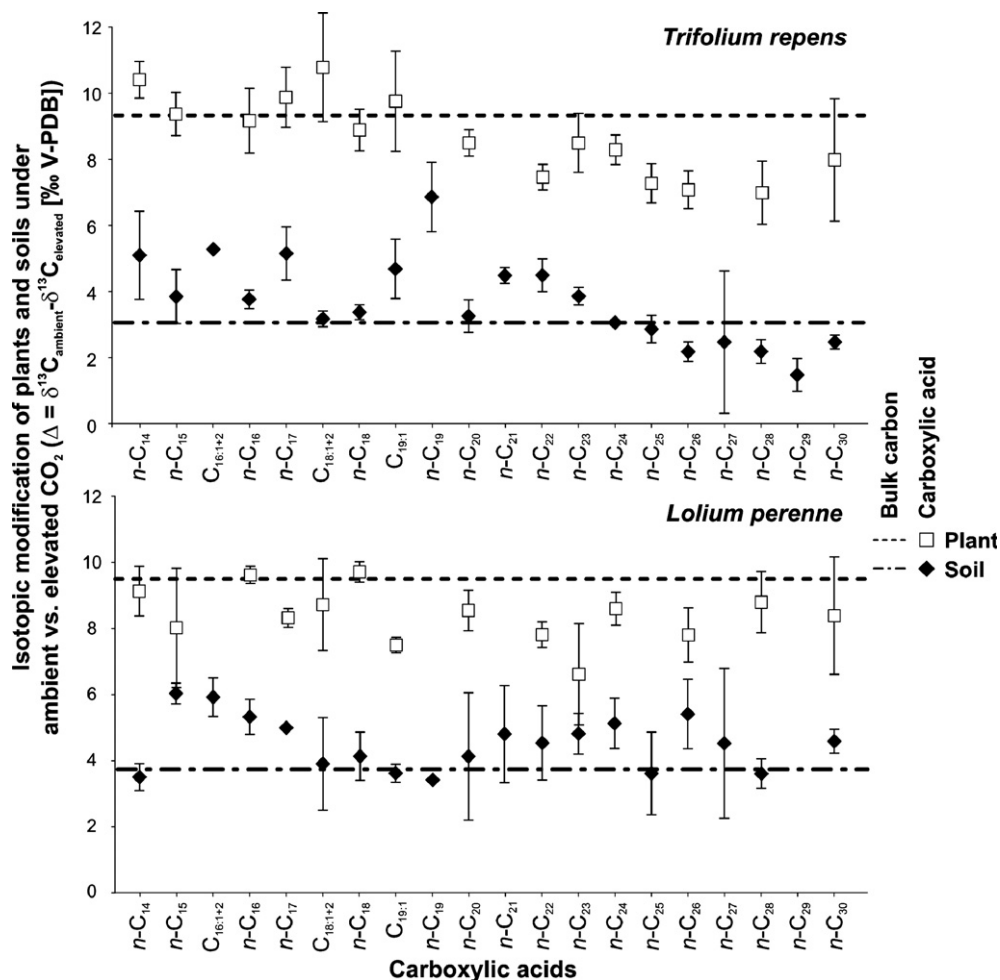 Isotopic modification of plants and soils under
ambient vs. elevated CO₂ (Δ = δ¹³C_ambient-δ¹³C_elevated [‰ V-PDB])
Trifolium repens
12
10
8
6
4
2
0
n-C₁₄
n-C₁₅
C₁₆:₁₊₂
n-C₁₆
n-C₁₇
C₁₈:₁₊₂
n-C₁₈
C₁₉:₁
n-C₁₉
n-C₂₀
n-C₂₁
n-C₂₂
n-C₂₃
n-C₂₄
n-C₂₅
n-C₂₆
n-C₂₇
n-C₂₈
n-C₂₉
n-C₃₀
Lolium perenne
12
10
8
6
4
2
0
n-C₁₄
n-C₁₅
C₁₆:₁₊₂
n-C₁₆
n-C₁₇
C₁₈:₁₊₂
n-C₁₈
C₁₉:₁
n-C₁₉
n-C₂₀
n-C₂₁
n-C₂₂
n-C₂₃
n-C₂₄
n-C₂₅
n-C₂₆
n-C₂₇
n-C₂₈
n-C₂₉
n-C₃₀
Carboxylic acids
Bulk carbon
Carboxylic acid
Plant
Soil